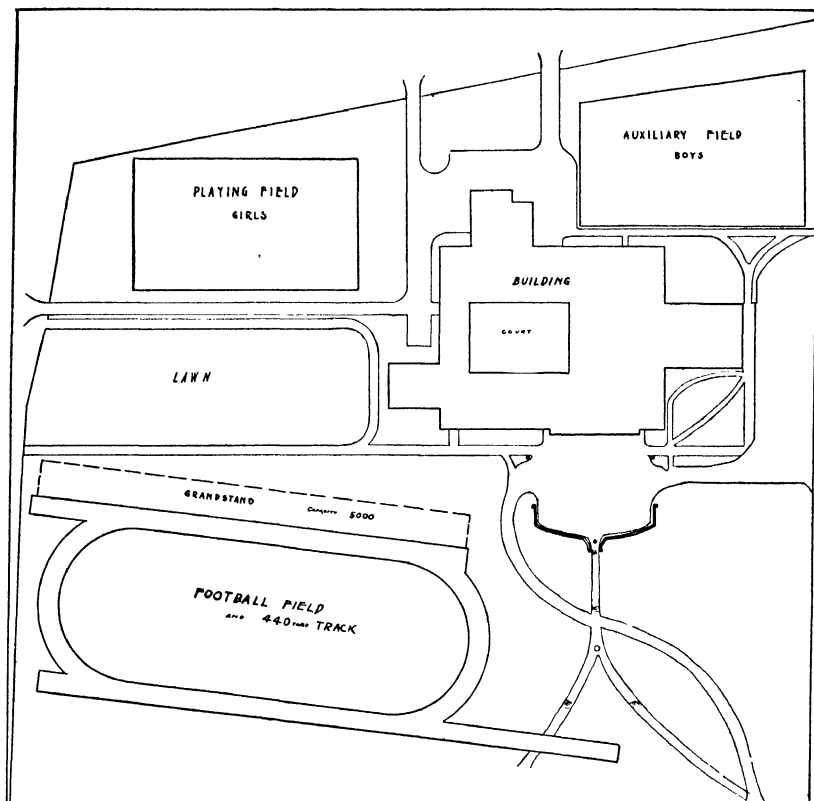 AUXILIARY FIELD
BOYS
PLAYING FIELD
GIRLS
BUILDING
COURT
LAWN
GRANDSTAND CAPACITY 5000
FOOTBALL FIELD
AND 440 YARD TRACK